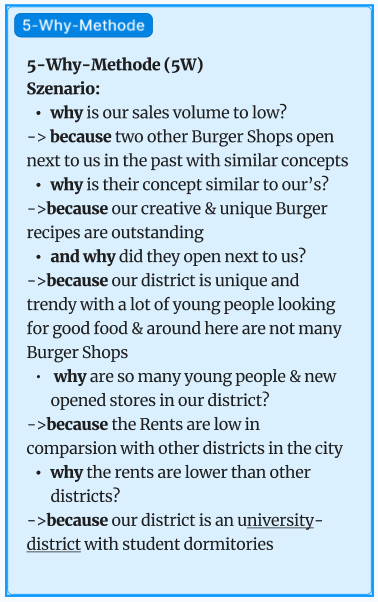 5-Why-Methode
5-Why-Methode (5W)
Szenario:
• why is our sales volume to low?
-> because two other Burger Shops open
next to us in the past with similar concepts
• why is their concept similar to our's?
->because our creative & unique Burger
recipes are outstanding
• and why did they open next to us?
->because our district is unique and
trendy with a lot of young people looking
for good food & around here are not many
Burger Shops
• why are so many young people & new
opened stores in our district?
->because the Rents are low in
comparsion with other districts in the city
• why the rents are lower than other
districts?
->because our district is an university-
district with student dormitories